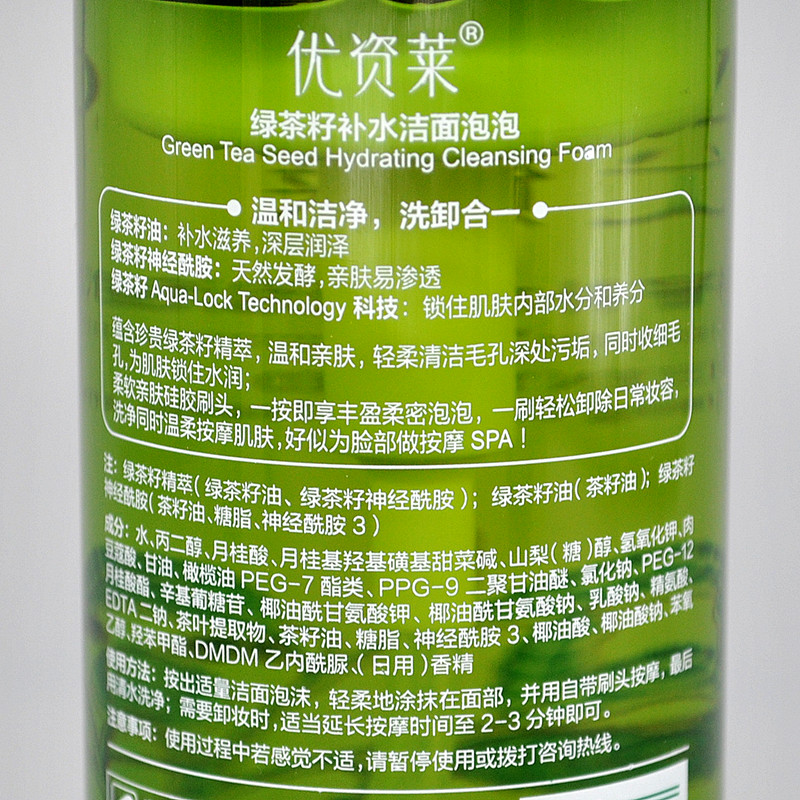 优资莱®
绿茶籽补水洁面泡泡
Green Tea Seed Hydrating Cleansing Foam
温和洁净，洗卸合一
绿茶籽油：补水滋养，深层润泽
绿茶籽神经酰胺：天然发酵，亲肤易渗透
绿茶籽 Aqua-Lock Technology 科技：锁住肌肤内部水分和养分
蕴含珍贵绿茶籽精萃，温和亲肤，轻柔清洁毛孔深处污垢，同时收细毛
孔，为肌肤锁住水润；
柔软亲肤硅胶刷头，一按即享丰盈柔密泡泡，一刷轻松卸除日常妆容，
洗净同时温柔按摩肌肤，好似为脸部做按摩 SPA！
注：绿茶籽精萃（绿茶籽油、绿茶籽神经酰胺）；绿茶籽油（茶籽油）；绿茶籽
神经酰胺（茶籽油、糖脂、神经酰胺 3）
成分：水、丙二醇、月桂酸、月桂基羟基磺基甜菜碱、山梨（糖）醇、氢氧化钾、肉
豆蔻酸、甘油、橄榄油 PEG-7 酯类、PPG-9 二聚甘油醚、氯化钠、PEG-12
月桂酸酯、辛基葡糖苷、椰油酰甘氨酸钾、椰油酰甘氨酸钠、乳酸钠、精氨酸、
EDTA 二钠、茶叶提取物、茶籽油、糖脂、神经酰胺 3、椰油酸、椰油酸钠、苯氧
乙醇、羟苯甲酯、DMDM 乙内酰脲、（日用）香精
使用方法：按出适量洁面泡沫，轻柔地涂抹在面部，并用自带刷头按摩，最后
用清水洗净；需要卸妆时，适当延长按摩时间至 2-3 分钟即可。
注意事项：使用过程中若感觉不适，请暂停使用或拨打咨询热线。